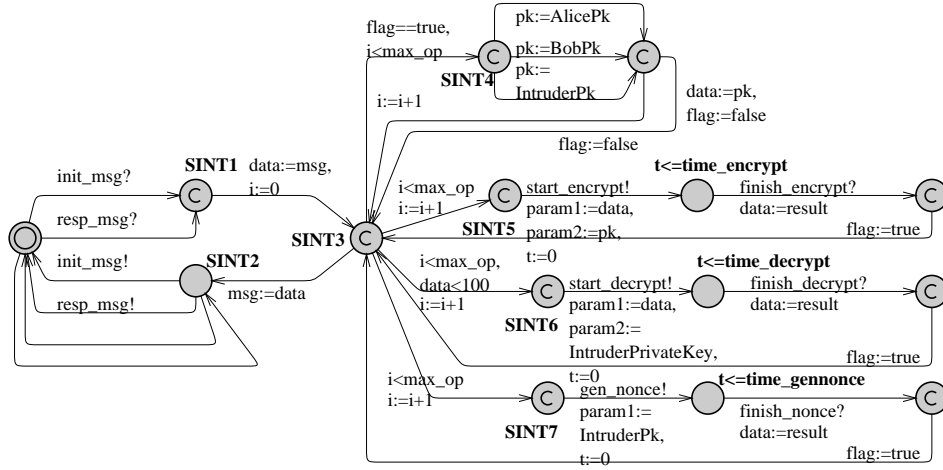 flag==true,
i<max_op
SINT4
pk:=AlicePk
C
pk:=BobPk
C
pk:=
IntruderPk
i:=i+1
data:=pk,
flag:=false
flag:=false
init_msg?
SINT1
C
data:=msg,
i:=0
resp_msg?
init_msg!
SINT2
resp_msg!
msg:=data
SINT3
C
i<max_op
i:=i+1
C
SINT5
start_encrypt!
param1:=data,
param2:=pk,
t:=0
t<=time_encrypt
finish_encrypt?
data:=result
C
flag:=true
i<max_op,
data<100
i:=i+1
C
SINT6
start_decrypt!
param1:=data,
param2:=
IntruderPrivateKey,
t:=0
t<=time_decrypt
finish_decrypt?
data:=result
C
flag:=true
i<max_op
i:=i+1
C
SINT7
gen_nonce!
param1:=
IntruderPk,
t:=0
t<=time_gennonce
finish_nonce?
data:=result
C
flag:=true